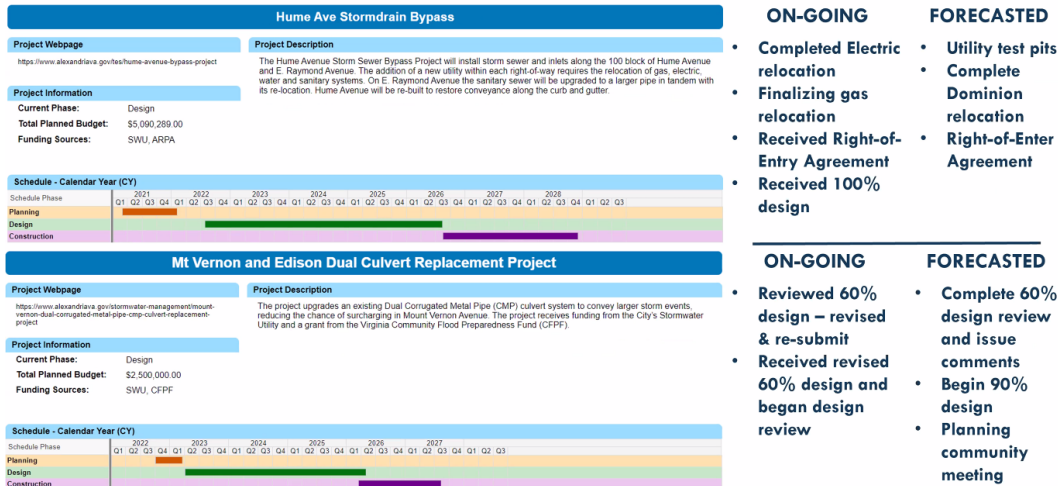 Hume Ave Stormdrain Bypass
Project Webpage
https://www.alexandriava.gov/tes/hume-avenue-bypass-project
Project Information
Current Phase: Design
Total Planned Budget: $5,090,289.00
Funding Sources: SWU, ARPA
Project Description
The Hume Avenue Storm Sewer Bypass Project will install storm sewer and inlets along the 100 block of Hume Avenue
and E. Raymond Avenue. The addition of a new utility within each right-of-way requires the relocation of gas, electric,
water and sanitary systems. On E. Raymond Avenue the sanitary sewer will be upgraded to a larger pipe in tandem with
its re-location. Hume Avenue will be re-built to restore conveyance along the curb and gutter.
Schedule - Calendar Year (CY)
2021 2022 2023 2024 2025 2026 2027 2028
Schedule Phase
Q1 Q2 Q3 Q4 Q1 Q2 Q3 Q4 Q1 Q2 Q3 Q4 Q1 Q2 Q3 Q4 Q1 Q2 Q3 Q4 Q1 Q2 Q3 Q4 Q1 Q2 Q3 Q4 Q1 Q2 Q3 Q4 Q1 Q2 Q3
Planning
Design
Construction
ON-GOING
• Completed Electric
relocation
• Finalizing gas
relocation
• Received Right-of-
Entry Agreement
• Received 100%
design
FORECASTED
• Utility test pits
• Complete
Dominion
relocation
• Right-of-Enter
Agreement
Mt Vernon and Edison Dual Culvert Replacement Project
Project Webpage
https://www.alexandriava.gov/stormwater-management/mount-
vernon-dual-corrugated-metal-pipe-cmp-culvert-replacement-
project
Project Information
Current Phase: Design
Total Planned Budget: $2,500,000.00
Funding Sources: SWU, CFPF
Project Description
The project upgrades an existing Dual Corrugated Metal Pipe (CMP) culvert system to convey larger storm events,
reducing the chance of surcharging in Mount Vernon Avenue. The project receives funding from the City's Stormwater
Utility and a grant from the Virginia Community Flood Preparedness Fund (CFPF).
Schedule - Calendar Year (CY)
2022 2023 2024 2025 2026 2027
Schedule Phase
Q1 Q2 Q3 Q4 Q1 Q2 Q3 Q4 Q1 Q2 Q3 Q4 Q1 Q2 Q3 Q4 Q1 Q2 Q3 Q4 Q1 Q2 Q3 Q4 Q1 Q2 Q3
Planning
Design
Construction
ON-GOING
• Reviewed 60%
design – revised
& re-submit
• Received revised
60% design and
began design
review
FORECASTED
• Complete 60%
design review
and issue
comments
• Begin 90%
design
• Planning
community
meeting